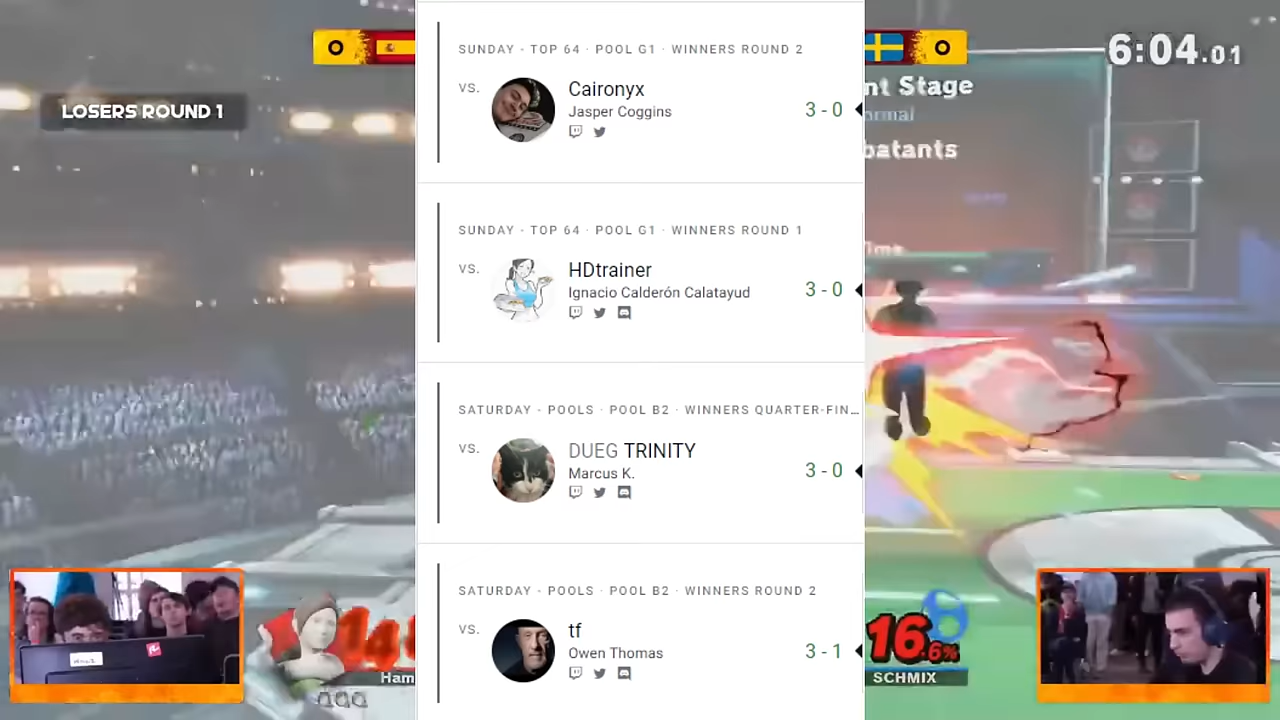 LOSERS ROUND 1
6:04.01
SUNDAY - TOP 64 · POOL G1 · WINNERS ROUND 2
VS.
Caironyx
Jasper Coggins
3 - 0
SUNDAY - TOP 64 · POOL G1 · WINNERS ROUND 1
VS.
HDtrainer
Ignacio Calderón Calatayud
3 - 0
SATURDAY - POOLS · POOL B2 · WINNERS QUARTER-FIN…
VS.
DUEG TRINITY
Marcus K.
3 - 0
SATURDAY - POOLS · POOL B2 · WINNERS ROUND 2
VS.
tf
Owen Thomas
3 - 1
nt Stage
ormal
batants
Time
Ham
16.6%
SCHMIX